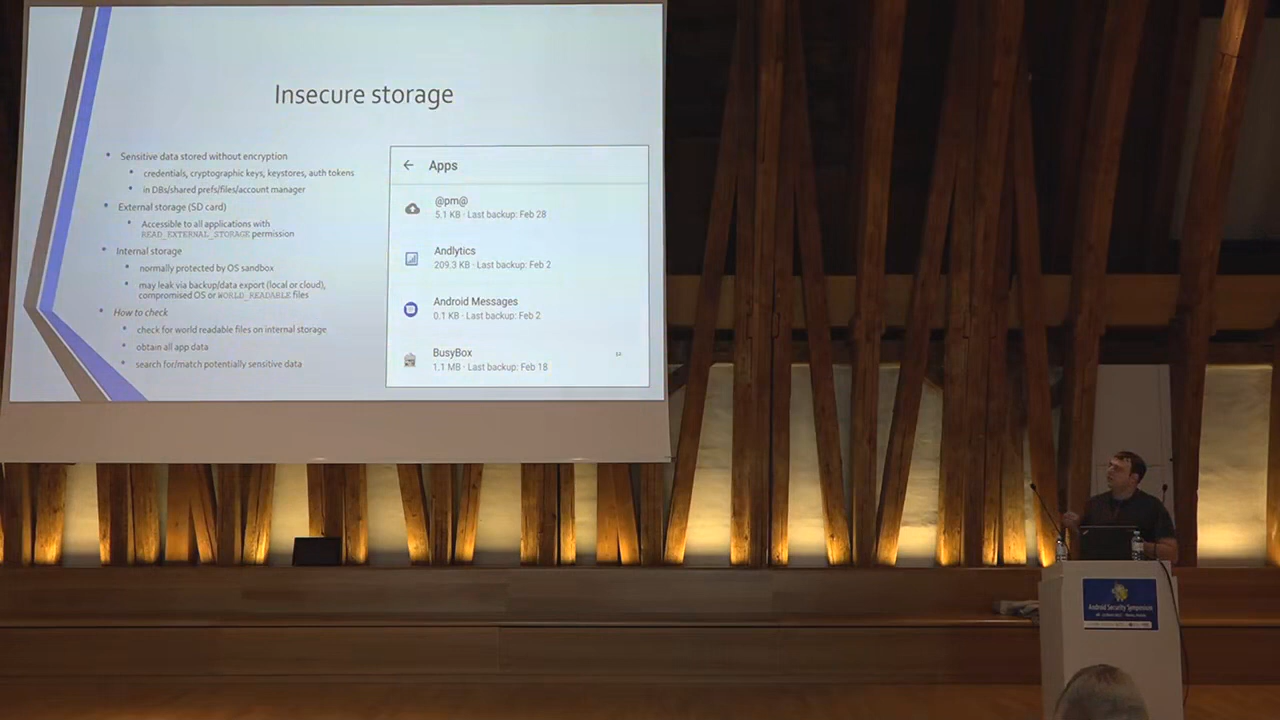 Insecure storage
Sensitive data stored without encryption
credentials, cryptographic keys, keystores, auth tokens
in DBs/shared prefs/files/account manager
External storage (SD card)
Accessible to all applications with
READ_EXTERNAL_STORAGE permission
Internal storage
normally protected by OS sandbox
may leak via backup/data export (local or cloud),
compromised OS or WORLD_READABLE files
How to check
check for world readable files on internal storage
obtain all app data
search for/match potentially sensitive data
Apps
@pm@
5.1 KB · Last backup: Feb 28
Andlytics
209.3 KB · Last backup: Feb 2
Android Messages
0.1 KB · Last backup: Feb 2
BusyBox
1.1 MB · Last backup: Feb 18
12
Android Security Symposium